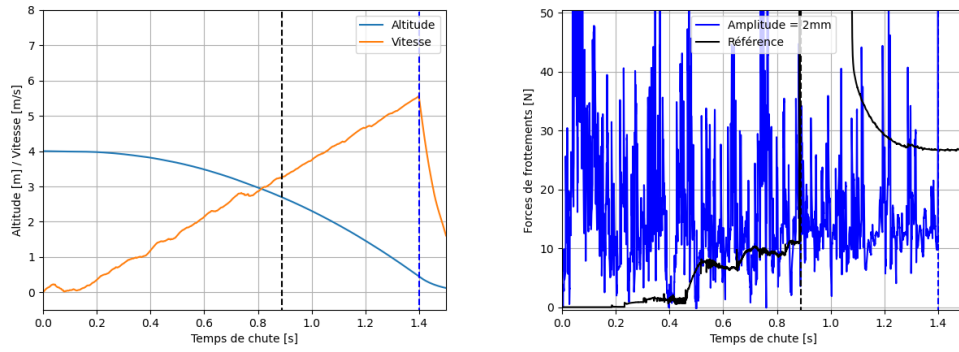 Altitude [m] / Vitesse [m/s]
8
7
6
5
4
3
2
1
0
Altitude
Vitesse
0.0 0.2 0.4 0.6 0.8 1.0 1.2 1.4
Temps de chute [s]
Forces de frottements [N]
50
40
30
20
10
0
Amplitude = 2mm
Référence
0.0 0.2 0.4 0.6 0.8 1.0 1.2 1.4
Temps de chute [s]